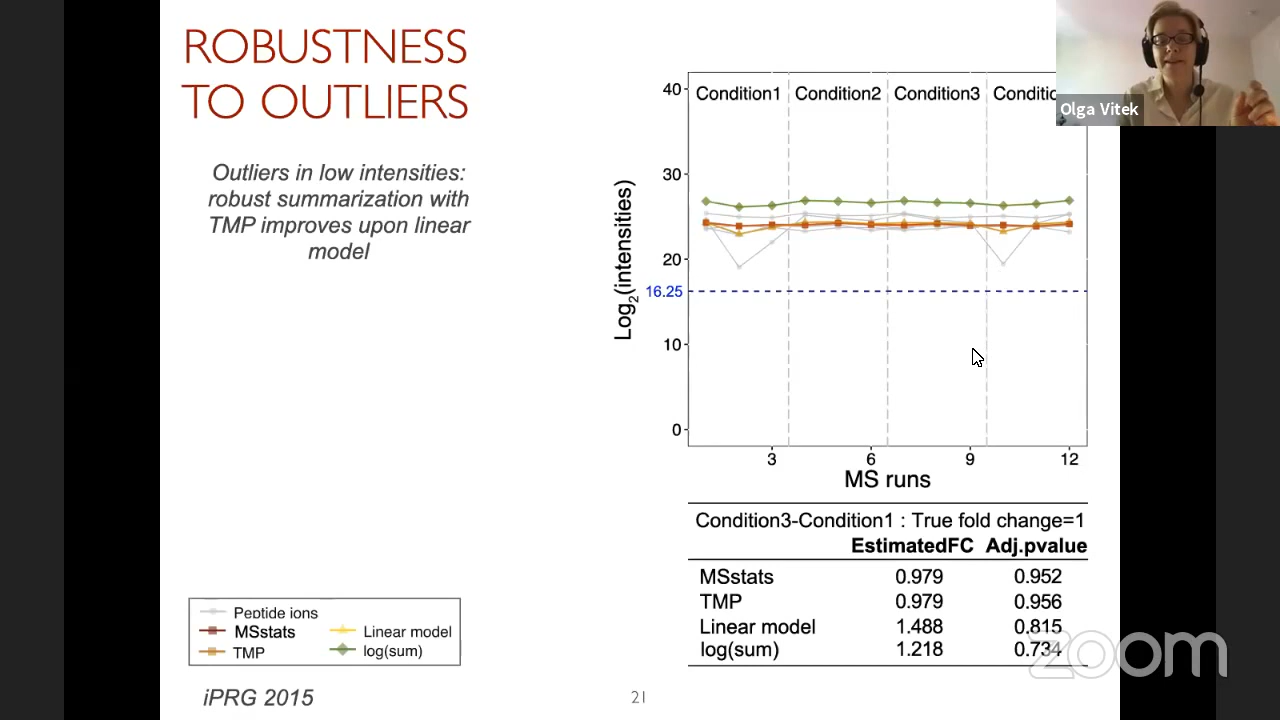 ROBUSTNESS
TO OUTLIERS
Outliers in low intensities:
robust summarization with
TMP improves upon linear
model
Peptide ions
MSstats
Linear model
TMP
log(sum)
iPRG 2015
21
Condition1
Condition2
Condition3
Conditio
Olga Vitek
40
30
20
16.25
10
0
Log2(intensities)
3
6
9
12
MS runs
Condition3-Condition1 : True fold change=1
EstimatedFC Adj.pvalue
MSstats 0.979 0.952
TMP 0.979 0.956
Linear model 1.488 0.815
log(sum) 1.218 0.734
zoom